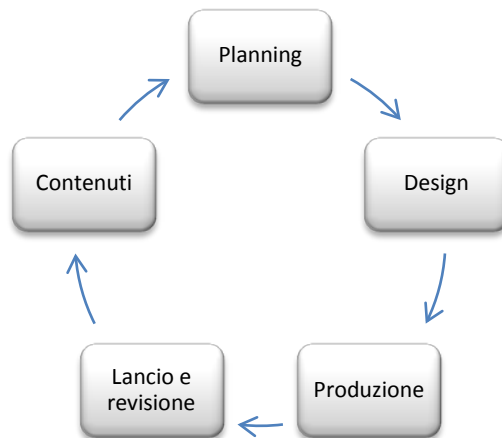 Planning
Contenuti
Design
Lancio e
revisione
Produzione